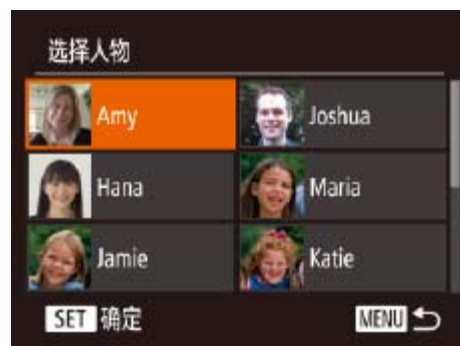 选择人物
Amy
Joshua
Hana
Maria
Jamie
Katie
SET 确定
MENU